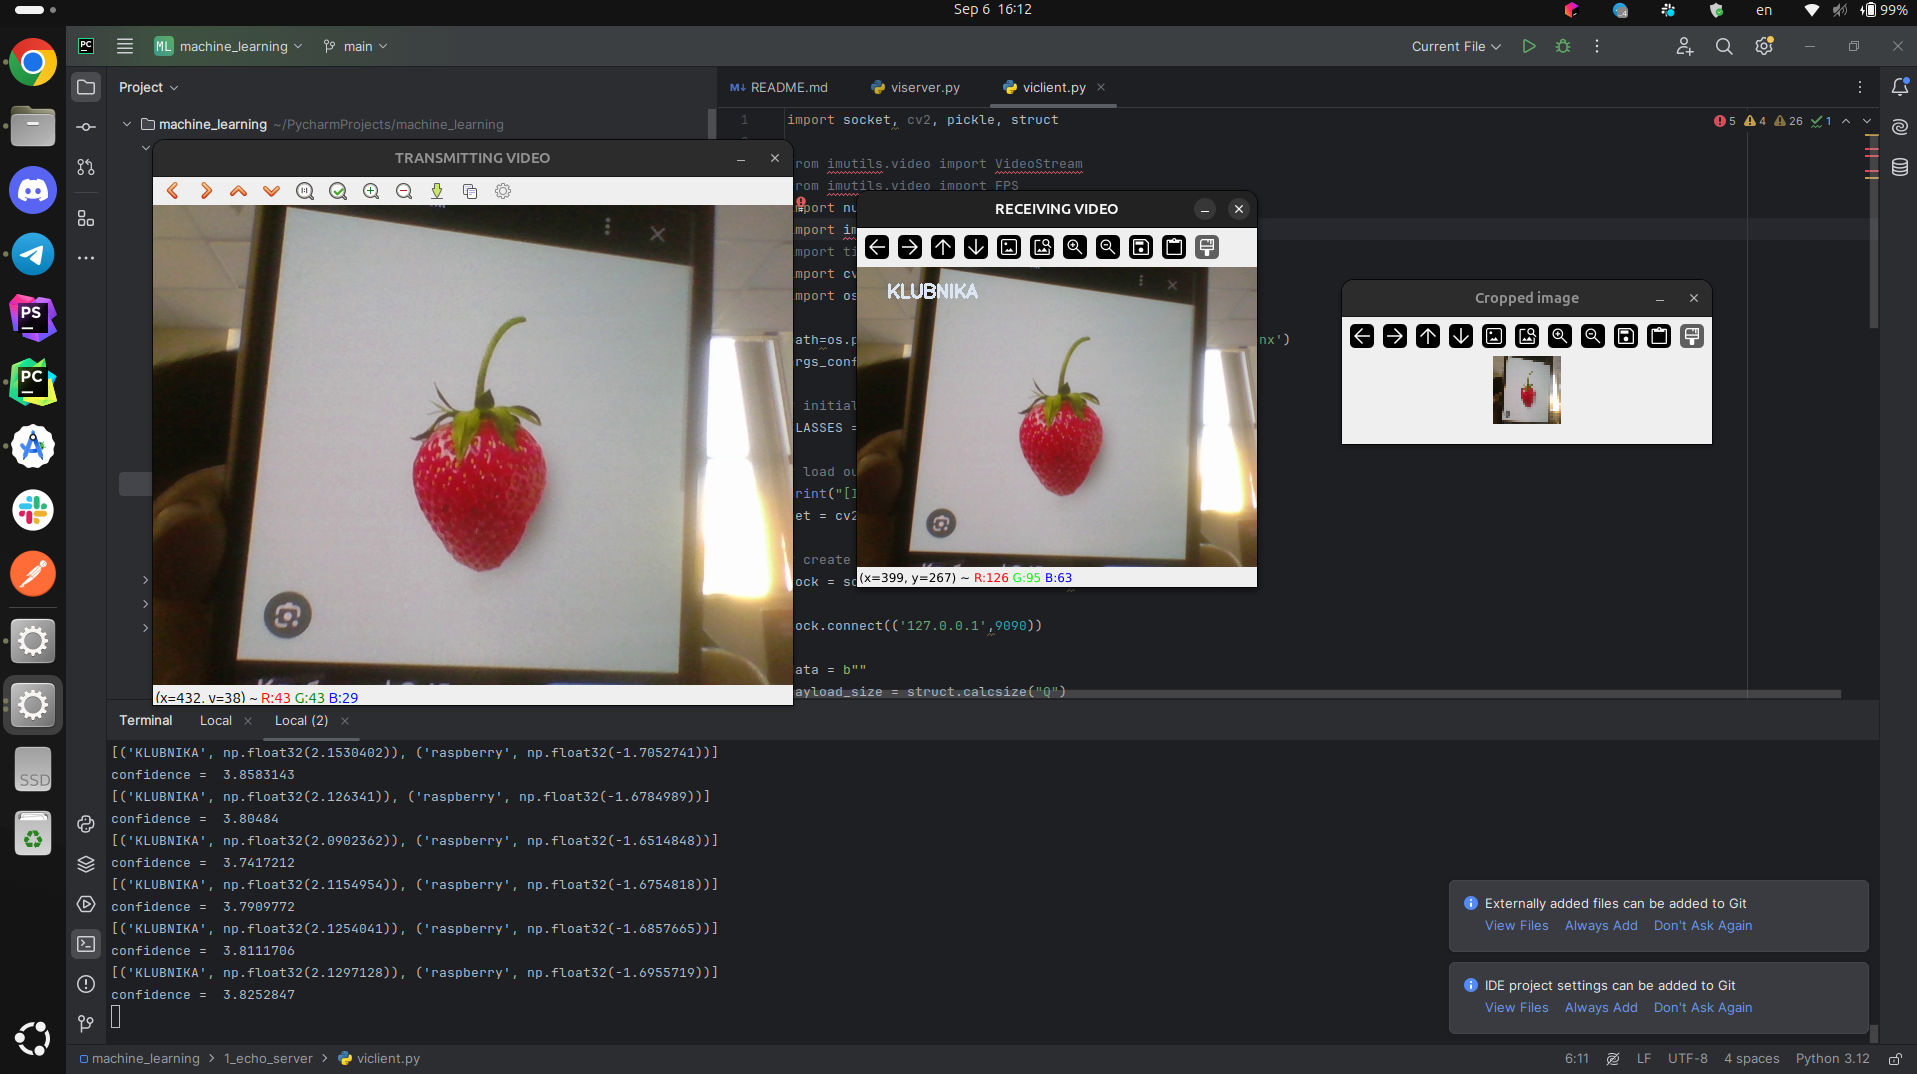 Sep 6 16:12
en
99%
PC
ML machine_learning
main
Current File
Project
README.md
viserver.py
viclient.py
machine_learning ~/PycharmProjects/machine_learning
1 import socket, cv2, pickle, struct
5 4 26 1
TRANSMITTING VIDEO
rom imutils.video import VideoStream
rom imutils.video import FPS
RECEIVING VIDEO
mport nu
mport im
mport ti
mport cv
mport os
KLUBNIKA
Cropped image
ath=os.p
nx')
rgs_conf
initial
LASSES =
load ou
rint("[I
et = cv2
create
ock = so
(x=399, y=267) ~ R:126 G:95 B:63
ock.connect(('127.0.0.1',9090))
ata = b""
ayload_size = struct.calcsize("Q")
(x=432, y=38) ~ R:43 G:43 B:29
PS
PC
SSD
Terminal
Local
Local (2)
[('KLUBNIKA', np.float32(2.1530402)), ('raspberry', np.float32(-1.7052741))]
confidence = 3.8583143
[('KLUBNIKA', np.float32(2.126341)), ('raspberry', np.float32(-1.6784989))]
confidence = 3.80484
[('KLUBNIKA', np.float32(2.0902362)), ('raspberry', np.float32(-1.6514848))]
confidence = 3.7417212
[('KLUBNIKA', np.float32(2.1154954)), ('raspberry', np.float32(-1.6754818))]
confidence = 3.7909772
[('KLUBNIKA', np.float32(2.1254041)), ('raspberry', np.float32(-1.6857665))]
confidence = 3.8111706
[('KLUBNIKA', np.float32(2.1297128)), ('raspberry', np.float32(-1.6955719))]
confidence = 3.8252847
Externally added files can be added to Git
View Files Always Add Don't Ask Again
IDE project settings can be added to Git
View Files Always Add Don't Ask Again
machine_learning > 1_echo_server > viclient.py
6:11 LF UTF-8 4 spaces Python 3.12